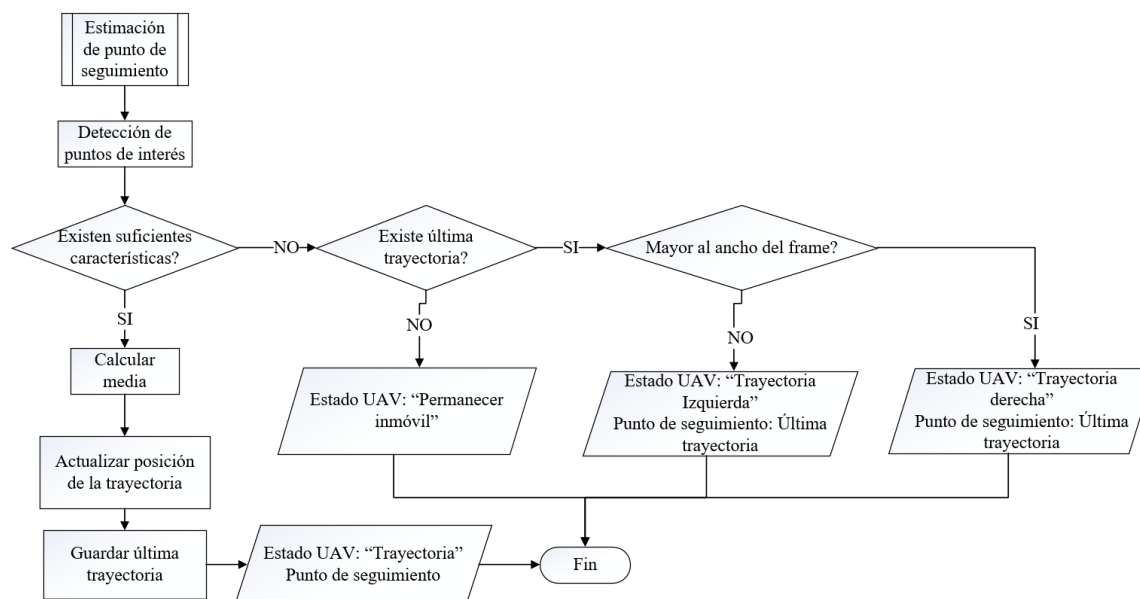 Estimación
de punto de
seguimiento
Detección de
puntos de interés
Existen suficientes
características?
NO
Existe última
trayectoria?
SI
Mayor al ancho del frame?
SI
NO
NO
SI
Calcular
media
Estado UAV: “Permanecer
inmóvil”
Estado UAV: “Trayectoria
Izquierda”
Punto de seguimiento: Última
trayectoria
Estado UAV: “Trayectoria
derecha”
Punto de seguimiento: Última
trayectoria
Actualizar posición
de la trayectoria
Guardar última
trayectoria
Estado UAV: “Trayectoria”
Punto de seguimiento
Fin